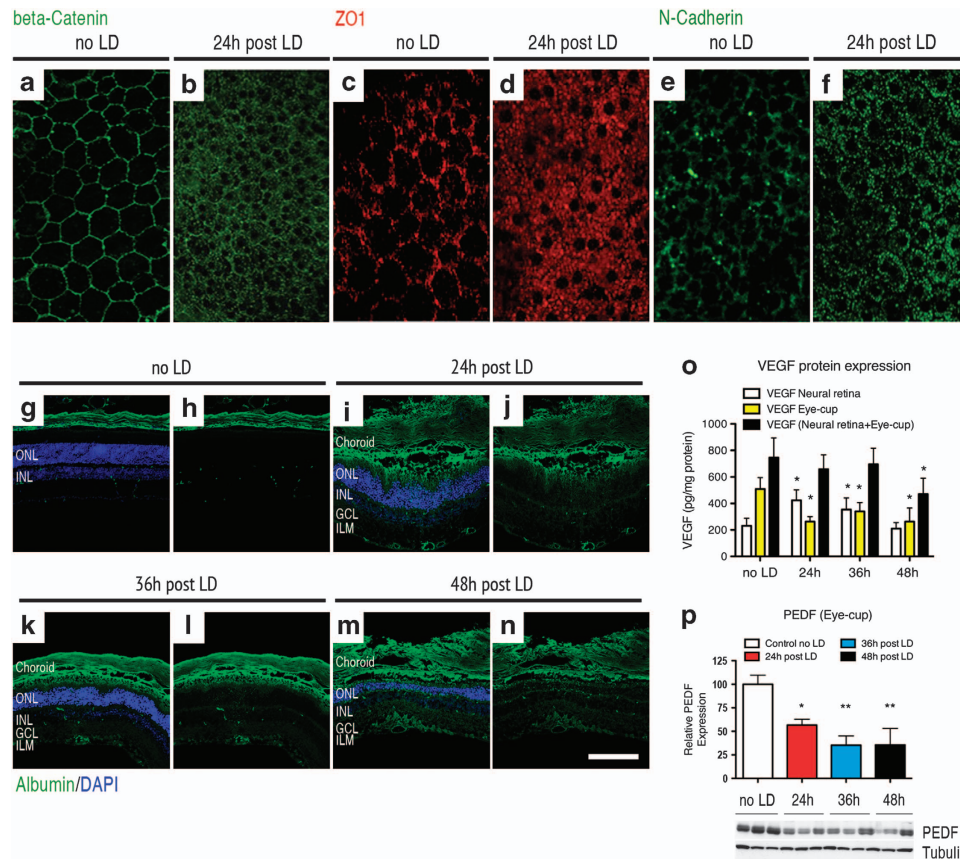 beta-Catenin ZO1 N-Cadherin
no LD 24h post LD no LD 24h post LD no LD 24h post LD
a b c d e f
no LD 24h post LD
g h i j
ONL
INL
Choroid
ONL
INL
GCL
ILM
36h post LD 48h post LD
k l m n
Choroid
ONL
INL
GCL
ILM
Choroid
ONL
INL
GCL
ILM
Albumin/DAPI
o VEGF protein expression
VEGF Neural retina
VEGF Eye-cup
VEGF (Neural retina+Eye-cup)
VEGF (pg/mg protein)
1000
800
600
400
200
0
* * * * * *
no LD 24h 36h 48h
p PEDF (Eye-cup)
Control no LD 36h post LD
24h post LD 48h post LD
Relative PEDF
Expression
125
100
75
50
25
0
* ** **
no LD 24h 36h 48h
PEDF
Tubuli